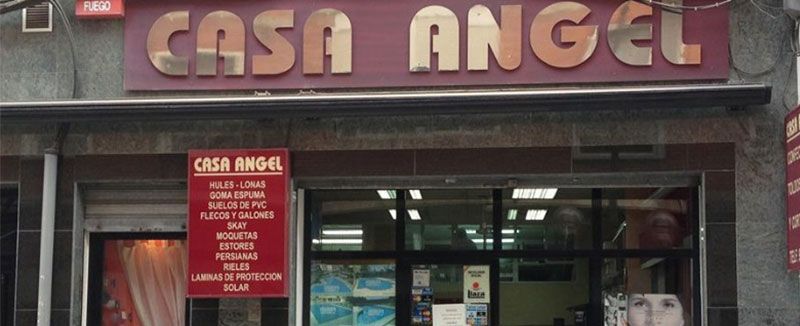 FUEGO
CASA ANGEL
CASA ANGEL
HULES - LONAS
GOMA ESPUMA
SUELOS DE PVC
FLECOS Y GALONES
SKAY
MOQUETAS
ESTORES
PERSIANAS
RIELES
LAMINAS DE PROTECCION
SOLAR
CASA